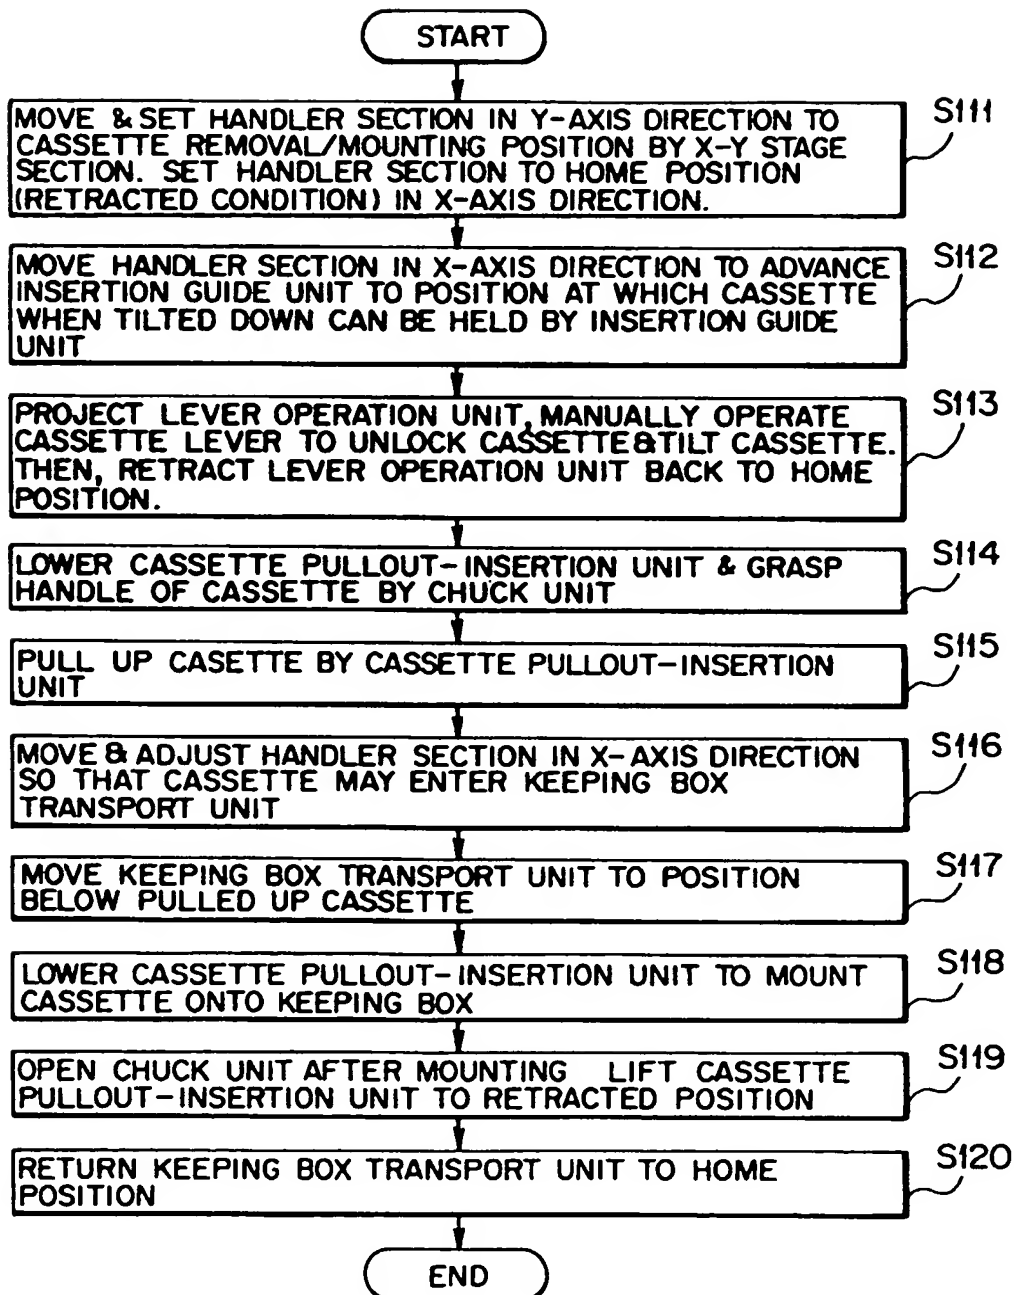 START
MOVE & SET HANDLER SECTION IN Y-AXIS DIRECTION TO
CASSETTE REMOVAL/MOUNTING POSITION BY X-Y STAGE
SECTION. SET HANDLER SECTION TO HOME POSITION
(RETRACTED CONDITION) IN X-AXIS DIRECTION.
S111
MOVE HANDLER SECTION IN X-AXIS DIRECTION TO ADVANCE
INSERTION GUIDE UNIT TO POSITION AT WHICH CASSETTE
WHEN TILTED DOWN CAN BE HELD BY INSERTION GUIDE
UNIT
S112
PROJECT LEVER OPERATION UNIT, MANUALLY OPERATE
CASSETTE LEVER TO UNLOCK CASSETTE&TILT CASSETTE.
THEN, RETRACT LEVER OPERATION UNIT BACK TO HOME
POSITION.
S113
LOWER CASSETTE PULLOUT-INSERTION UNIT & GRASP
HANDLE OF CASSETTE BY CHUCK UNIT
S114
PULL UP CASETTE BY CASSETTE PULLOUT-INSERTION
UNIT
S115
MOVE & ADJUST HANDLER SECTION IN X-AXIS DIRECTION
SO THAT CASSETTE MAY ENTER KEEPING BOX
TRANSPORT UNIT
S116
MOVE KEEPING BOX TRANSPORT UNIT TO POSITION
BELOW PULLED UP CASSETTE
S117
LOWER CASSETTE PULLOUT-INSERTION UNIT TO MOUNT
CASSETTE ONTO KEEPING BOX
S118
OPEN CHUCK UNIT AFTER MOUNTING LIFT CASSETTE
PULLOUT-INSERTION UNIT TO RETRACTED POSITION
S119
RETURN KEEPING BOX TRANSPORT UNIT TO HOME
POSITION
S120
END